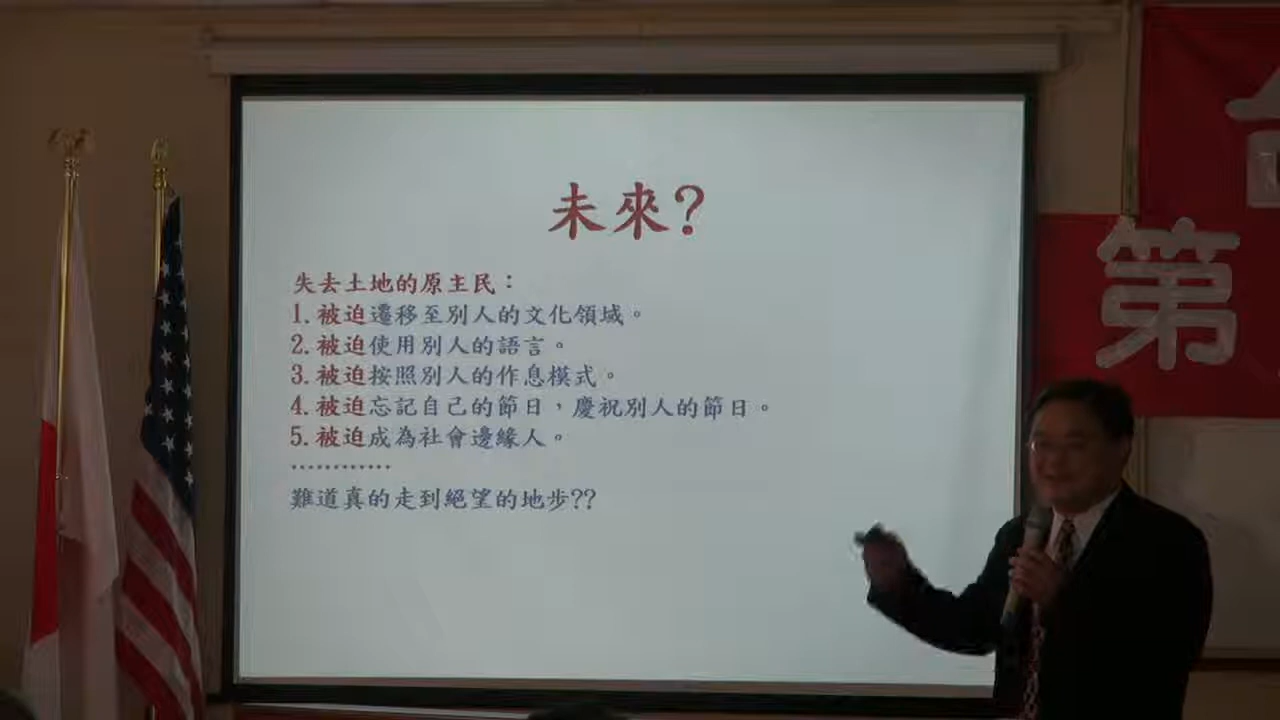 未來?
失去土地的原主民：
1. 被迫遷移至別人的文化領域。
2. 被迫使用別人的語言。
3. 被迫按照別人的作息模式。
4. 被迫忘記自己的節日，慶祝別人的節日。
5. 被迫成為社會邊緣人。
............
難道真的走到絕望的地步??
第